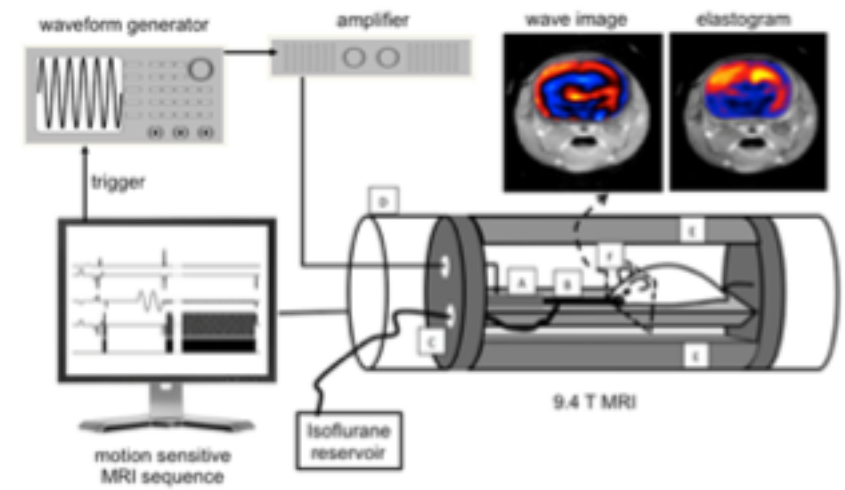 waveform generator
amplifier
wave image
elastogram
trigger
D
E
F
A
B
C
E
9.4 T MRI
Isoflurane
reservoir
motion sensitive
MRI sequence